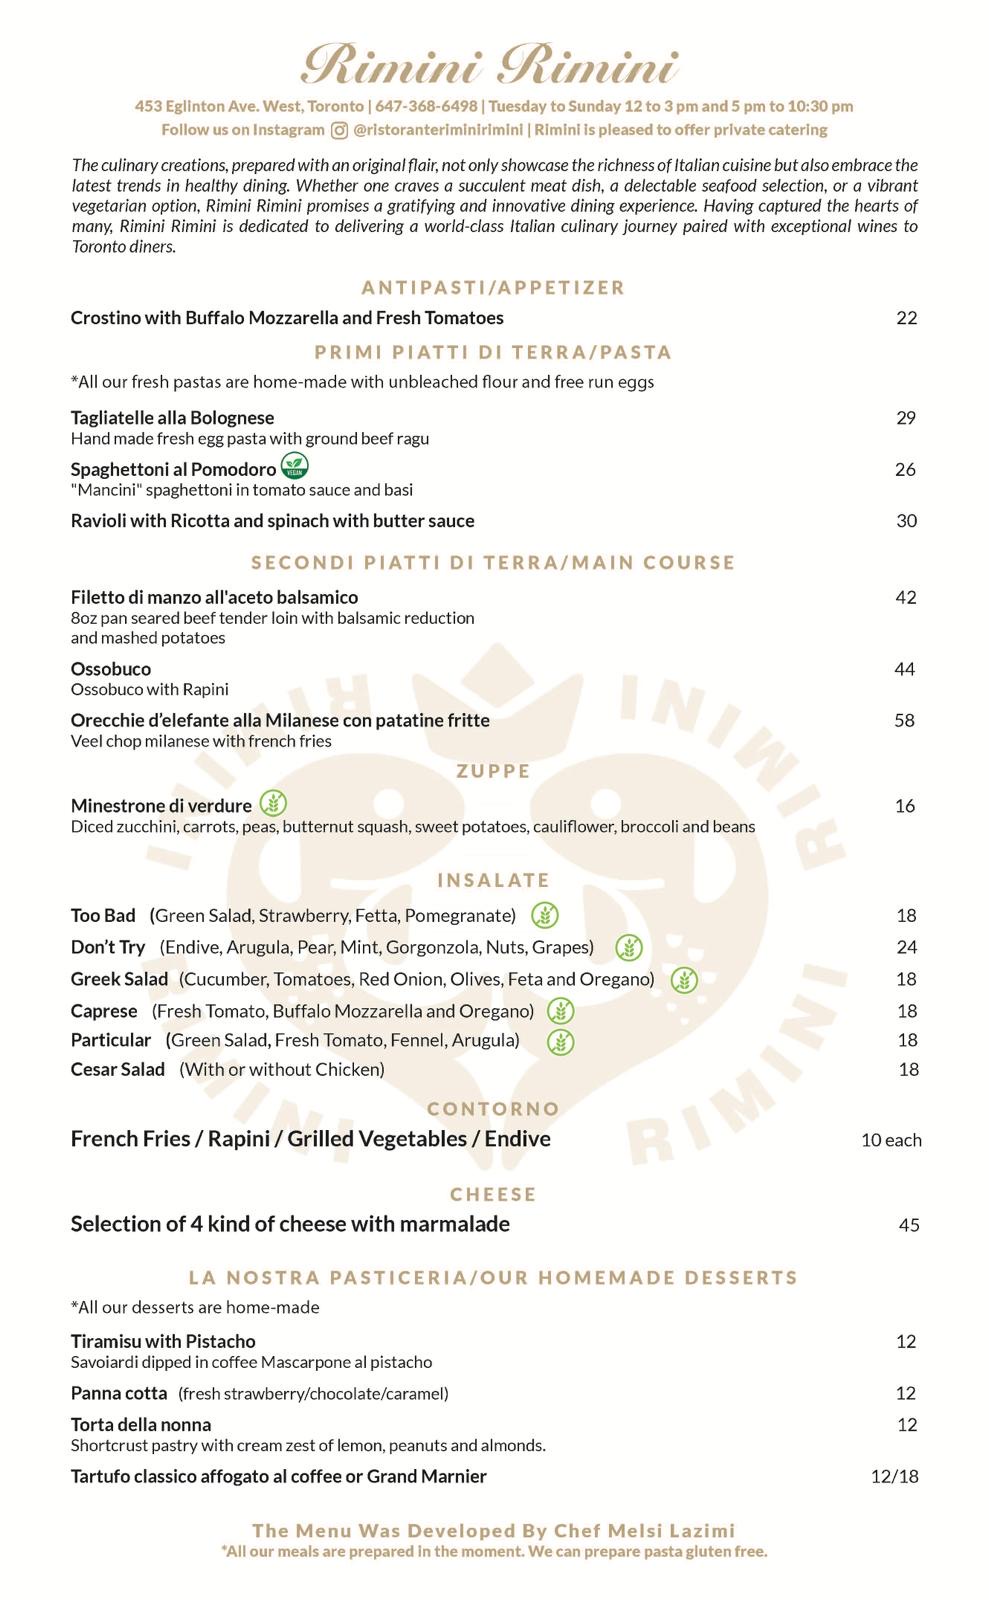 Rimini Rimini
453 Eglinton Ave. West, Toronto | 647-368-6498 | Tuesday to Sunday 12 to 3 pm and 5 pm to 10:30 pm
Follow us on Instagram @ristoranteriminirimini | Rimini is pleased to offer private catering
The culinary creations, prepared with an original flair, not only showcase the richness of Italian cuisine but also embrace the
latest trends in healthy dining. Whether one craves a succulent meat dish, a delectable seafood selection, or a vibrant
vegetarian option, Rimini Rimini promises a gratifying and innovative dining experience. Having captured the hearts of
many, Rimini Rimini is dedicated to delivering a world-class Italian culinary journey paired with exceptional wines to
Toronto diners.
ANTIPASTI/APPETIZER
Crostino with Buffalo Mozzarella and Fresh Tomatoes 22
PRIMI PIATTI DI TERRA/PASTA
*All our fresh pastas are home-made with unbleached flour and free run eggs
Tagliatelle alla Bolognese 29
Hand made fresh egg pasta with ground beef ragu
Spaghettoni al Pomodoro VEGAN 26
"Mancini" spaghettoni in tomato sauce and basi
Ravioli with Ricotta and spinach with butter sauce 30
SECONDI PIATTI DI TERRA/MAIN COURSE
Filetto di manzo all'aceto balsamico 42
8oz pan seared beef tender loin with balsamic reduction
and mashed potatoes
Ossobuco 44
Ossobuco with Rapini
Orecchie d’elefante alla Milanese con patatine fritte 58
Veel chop milanese with french fries
ZUPPE
Minestrone di verdure 16
Diced zucchini, carrots, peas, butternut squash, sweet potatoes, cauliflower, broccoli and beans
INSALATE
Too Bad (Green Salad, Strawberry, Fetta, Pomegranate) 18
Don’t Try (Endive, Arugula, Pear, Mint, Gorgonzola, Nuts, Grapes) 24
Greek Salad (Cucumber, Tomatoes, Red Onion, Olives, Feta and Oregano) 18
Caprese (Fresh Tomato, Buffalo Mozzarella and Oregano) 18
Particular (Green Salad, Fresh Tomato, Fennel, Arugula) 18
Cesar Salad (With or without Chicken) 18
CONTORNO
French Fries / Rapini / Grilled Vegetables / Endive 10 each
CHEESE
Selection of 4 kind of cheese with marmalade 45
LA NOSTRA PASTICERIA/OUR HOMEMADE DESSERTS
*All our desserts are home-made
Tiramisu with Pistacho 12
Savoiardi dipped in coffee Mascarpone al pistacho
Panna cotta (fresh strawberry/chocolate/caramel) 12
Torta della nonna 12
Shortcrust pastry with cream zest of lemon, peanuts and almonds.
Tartufo classico affogato al coffee or Grand Marnier 12/18
The Menu Was Developed By Chef Melsi Lazimi
*All our meals are prepared in the moment. We can prepare pasta gluten free.
RIMINI
RIMINI
RIMINI
RIMINI